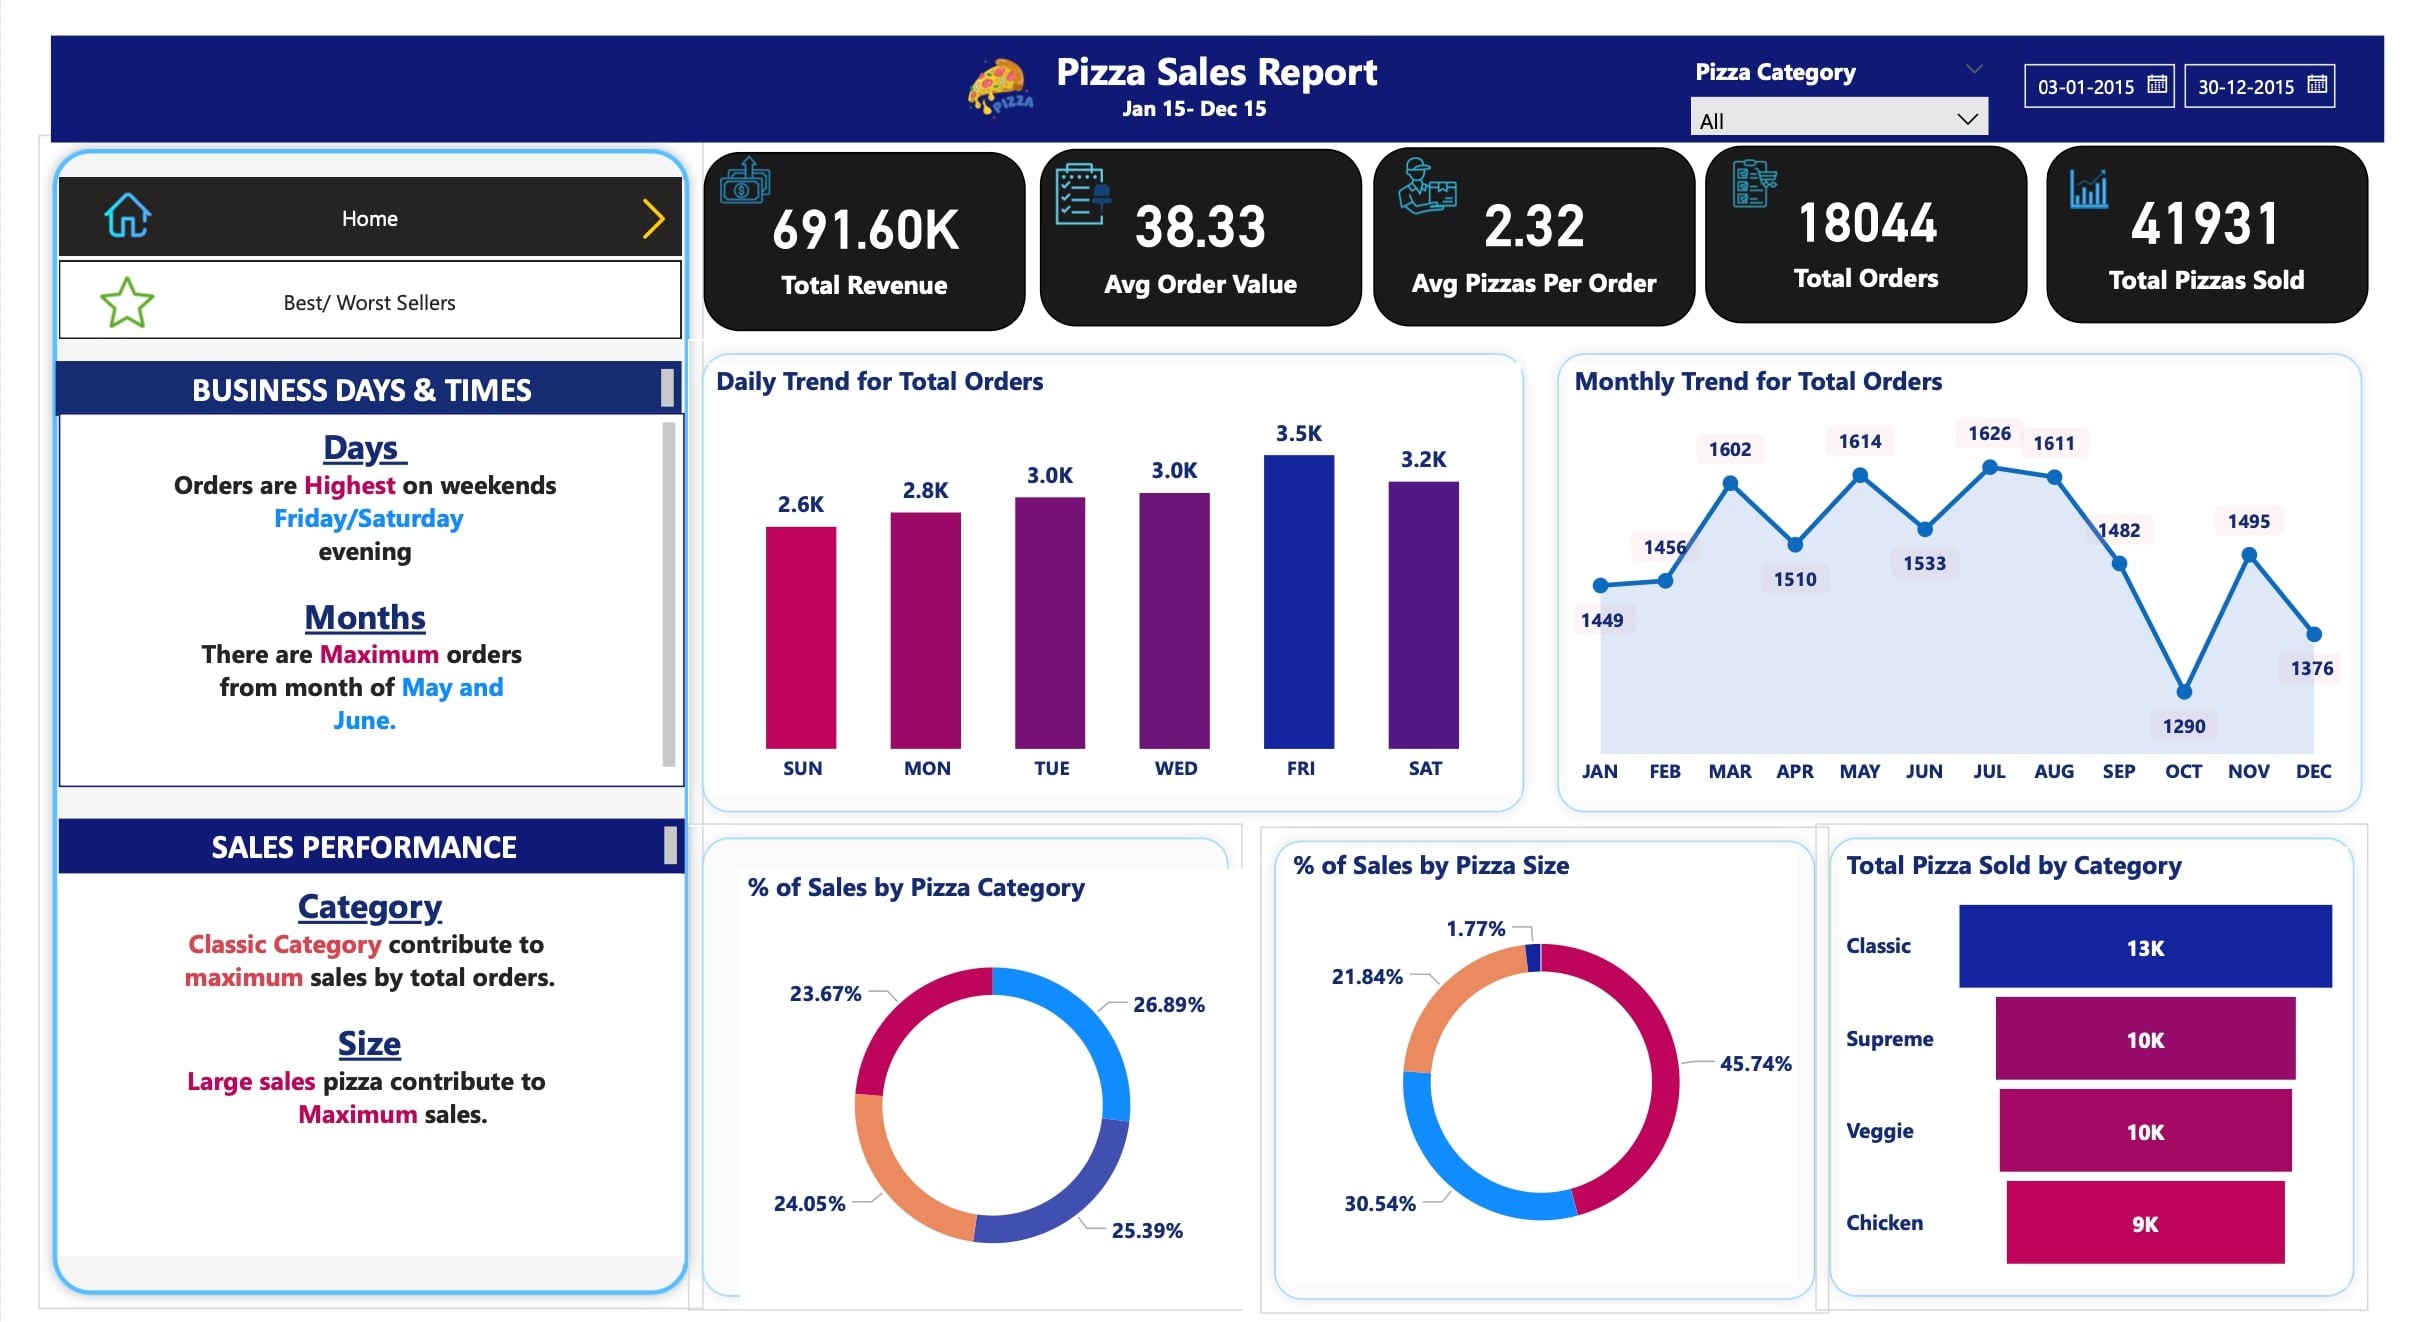 PIZZA
Pizza Sales Report
Jan 15- Dec 15
Pizza Category
All
03-01-2015
30-12-2015
Home
Best/ Worst Sellers
691.60K
Total Revenue
38.33
Avg Order Value
2.32
Avg Pizzas Per Order
18044
Total Orders
41931
Total Pizzas Sold
BUSINESS DAYS & TIMES
Days
Orders are Highest on weekends
Friday/Saturday
evening
Months
There are Maximum orders
from month of May and
June.
SALES PERFORMANCE
Category
Classic Category contribute to
maximum sales by total orders.
Size
Large sales pizza contribute to
Maximum sales.
Daily Trend for Total Orders
2.6K
2.8K
3.0K
3.0K
3.5K
3.2K
SUN MON TUE WED FRI SAT
Monthly Trend for Total Orders
1449
1456
1602
1510
1614
1533
1626
1611
1482
1290
1495
1376
JAN FEB MAR APR MAY JUN JUL AUG SEP OCT NOV DEC
% of Sales by Pizza Category
23.67%
26.89%
24.05%
25.39%
% of Sales by Pizza Size
1.77%
21.84%
45.74%
30.54%
Total Pizza Sold by Category
Classic 13K
Supreme 10K
Veggie 10K
Chicken 9K